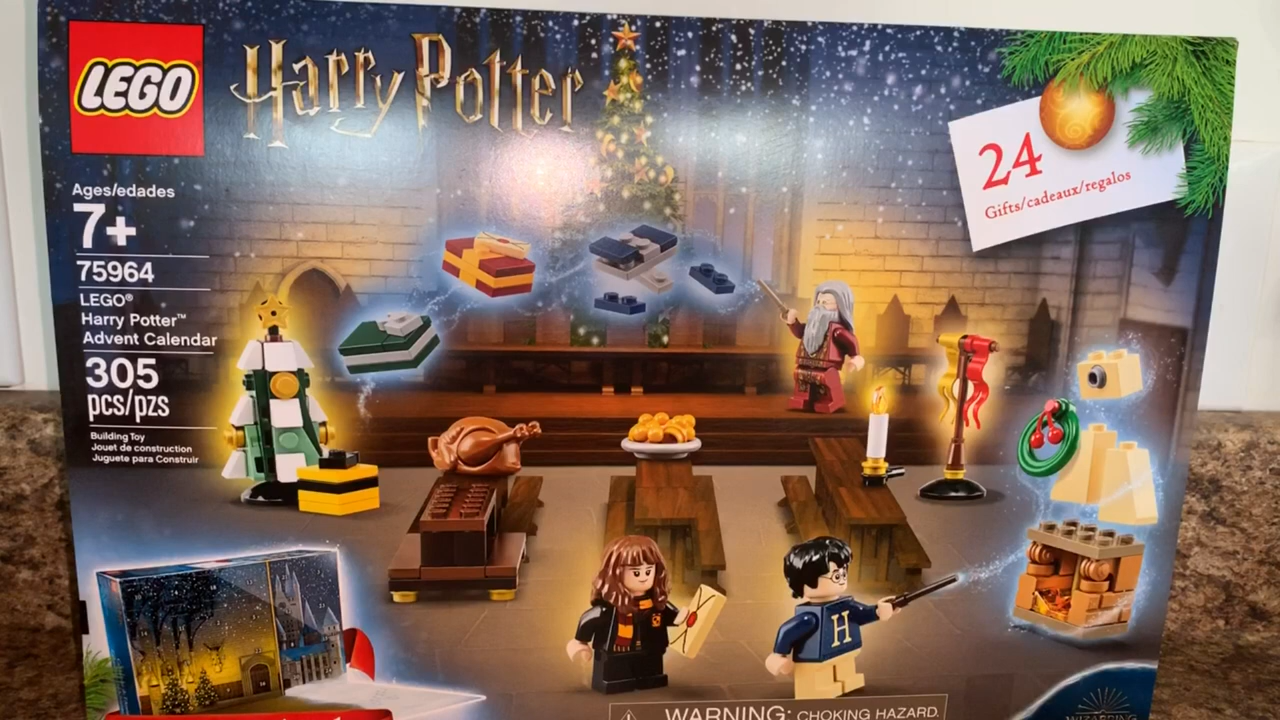 LEGO
Harry Potter
24
Gifts/cadeaux/regalos
Ages/edades
7+
75964
LEGO®
Harry Potter™
Advent Calendar
305
pcs/pzs
Building Toy
Jouet de construction
Juguete para Construir
H
WARNING: CHOKING HAZARD.